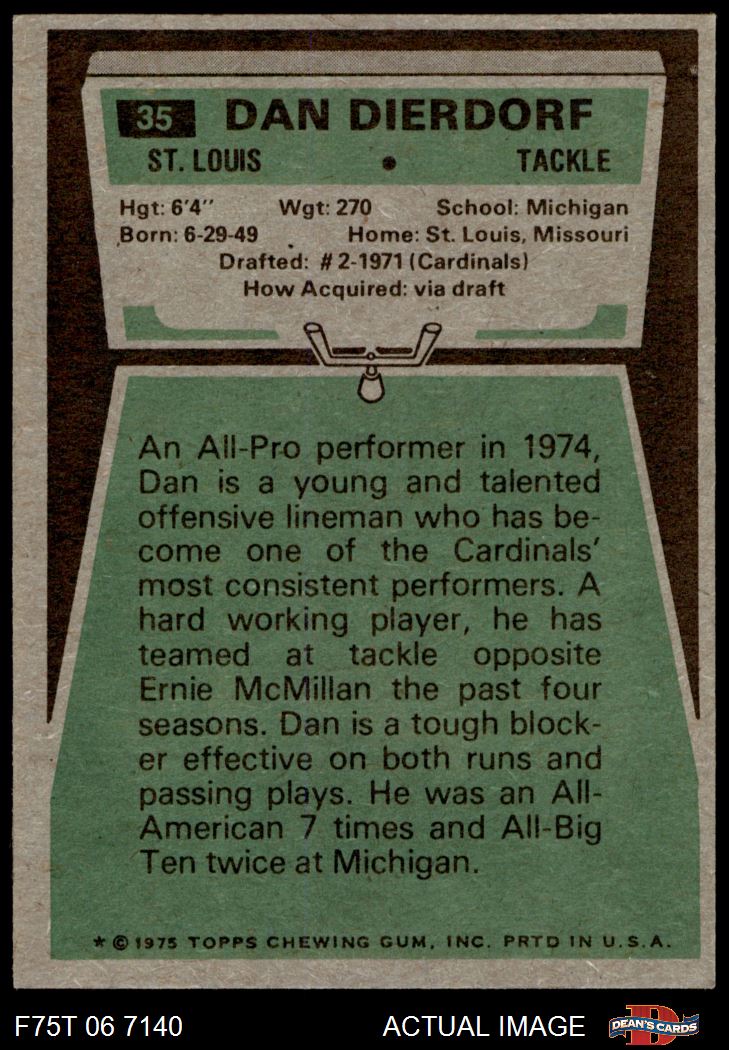 35 DAN DIERDORF
ST. LOUIS • TACKLE
Hgt: 6'4" Wgt: 270 School: Michigan
Born: 6-29-49 Home: St. Louis, Missouri
Drafted: #2-1971 (Cardinals)
How Acquired: via draft
An All-Pro performer in 1974,
Dan is a young and talented
offensive lineman who has be-
come one of the Cardinals'
most consistent performers. A
hard working player, he has
teamed at tackle opposite
Ernie McMillan the past four
seasons. Dan is a tough block-
er effective on both runs and
passing plays. He was an All-
American 7 times and All-Big
Ten twice at Michigan.
* © 1975 TOPPS CHEWING GUM, INC. PRTD IN U.S.A.
F75T 06 7140 ACTUAL IMAGE D DEAN'S CARDS